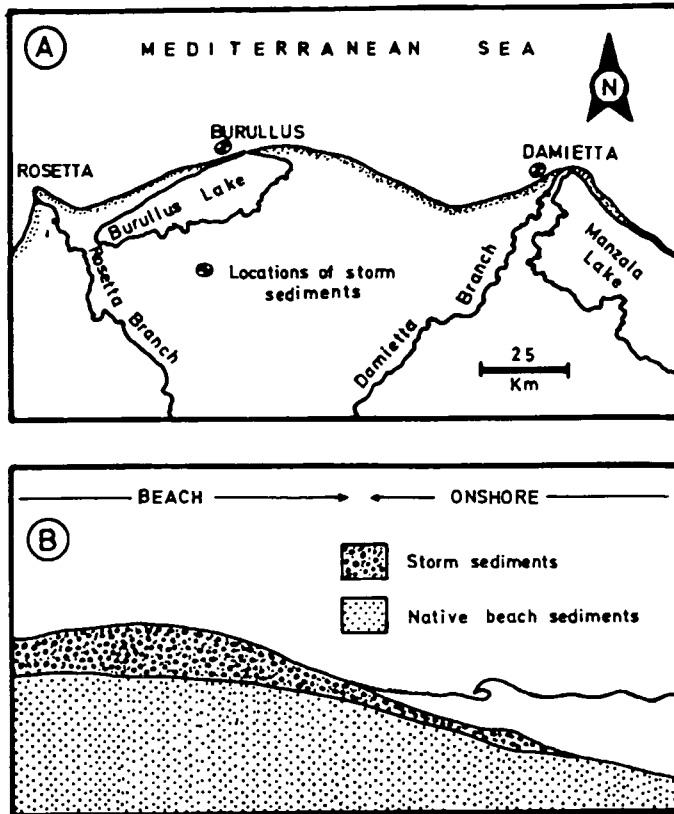 A
MEDITERRANEAN SEA
N
BURULLUS
ROSETTA
DAMIETTA
Burullus Lake
Manzala
Lake
Locations of storm
sediments
Rosetta Branch
Damietta Branch
25
Km
BEACH
ONSHORE
B
Storm sediments
Native beach sediments